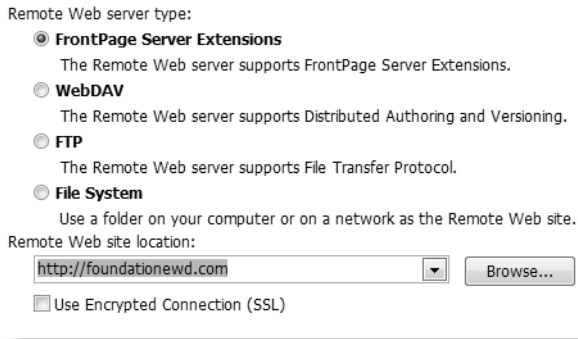 Remote Web server type:
FrontPage Server Extensions
The Remote Web server supports FrontPage Server Extensions.
WebDAV
The Remote Web server supports Distributed Authoring and Versioning.
FTP
The Remote Web server supports File Transfer Protocol.
File System
Use a folder on your computer or on a network as the Remote Web site.
Remote Web site location:
http://foundationewd.com Browse...
Use Encrypted Connection (SSL)